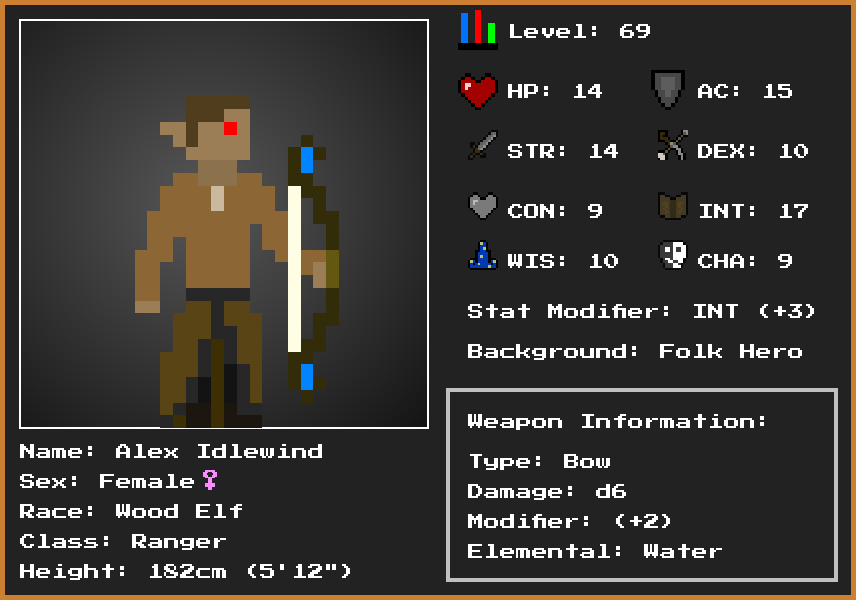 Level: 69
HP: 14 AC: 15
STR: 14 DEX: 10
CON: 9 INT: 17
WIS: 10 CHA: 9
Stat Modifier: INT (+3)
Background: Folk Hero
Weapon Information:
Type: Bow
Damage: d6
Modifier: (+2)
Elemental: Water
Name: Alex Idlewind
Sex: Female♀
Race: Wood Elf
Class: Ranger
Height: 182cm (5'12")